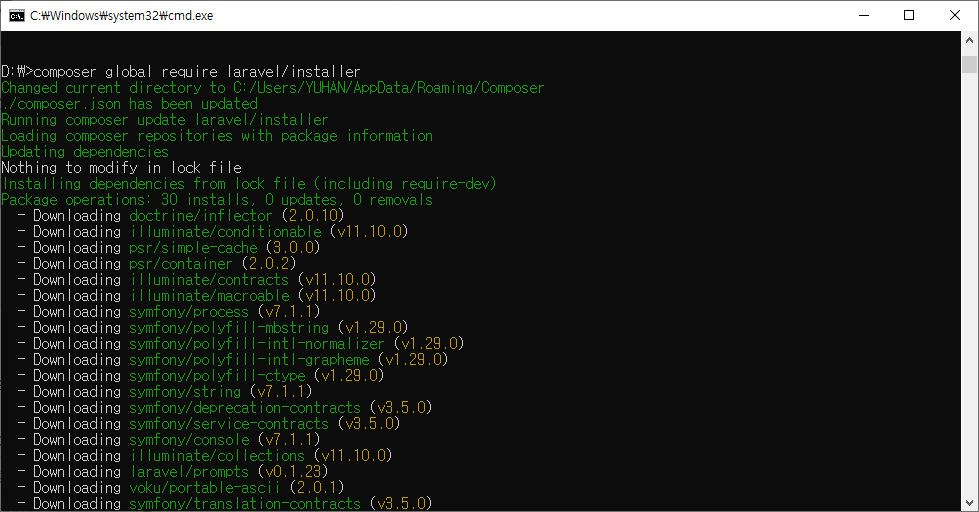 C:₩Windows₩system32₩cmd.exe
D:₩>composer global require laravel/installer
Changed current directory to C:/Users/YUHAN/AppData/Roaming/Composer
./composer.json has been updated
Running composer update laravel/installer
Loading composer repositories with package information
Updating dependencies
Nothing to modify in lock file
Installing dependencies from lock file (including require-dev)
Package operations: 30 installs, 0 updates, 0 removals
  - Downloading doctrine/inflector (2.0.10)
  - Downloading illuminate/conditionable (v11.10.0)
  - Downloading psr/simple-cache (3.0.0)
  - Downloading psr/container (2.0.2)
  - Downloading illuminate/contracts (v11.10.0)
  - Downloading illuminate/macroable (v11.10.0)
  - Downloading symfony/process (v7.1.1)
  - Downloading symfony/polyfill-mbstring (v1.29.0)
  - Downloading symfony/polyfill-intl-normalizer (v1.29.0)
  - Downloading symfony/polyfill-intl-grapheme (v1.29.0)
  - Downloading symfony/polyfill-ctype (v1.29.0)
  - Downloading symfony/string (v7.1.1)
  - Downloading symfony/deprecation-contracts (v3.5.0)
  - Downloading symfony/service-contracts (v3.5.0)
  - Downloading symfony/console (v7.1.1)
  - Downloading illuminate/collections (v11.10.0)
  - Downloading laravel/prompts (v0.1.23)
  - Downloading voku/portable-ascii (2.0.1)
  - Downloading symfony/translation-contracts (v3.5.0)